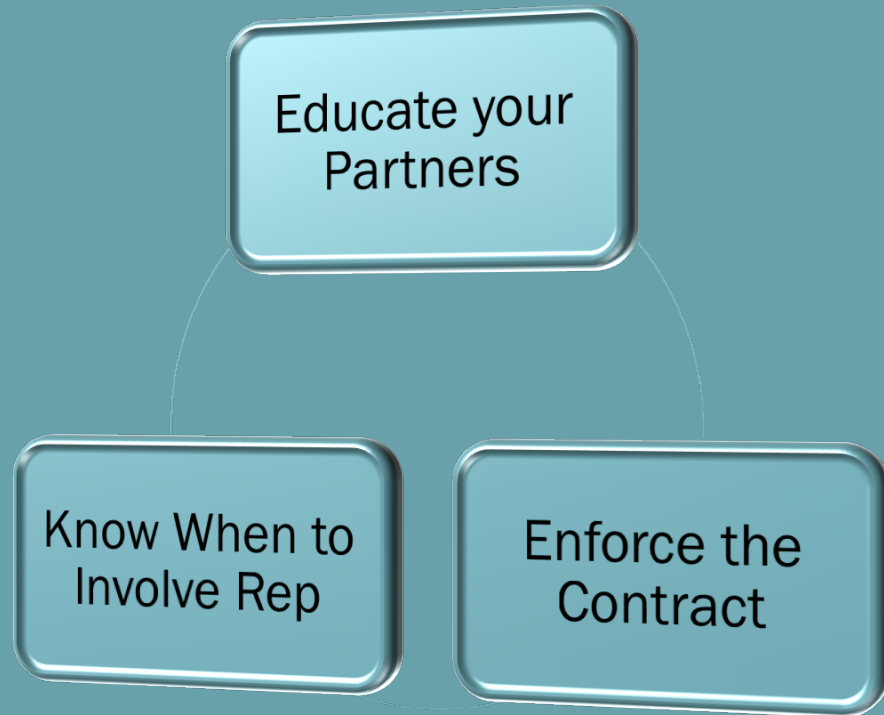 Educate your
Partners
Know When to
Involve Rep
Enforce the
Contract